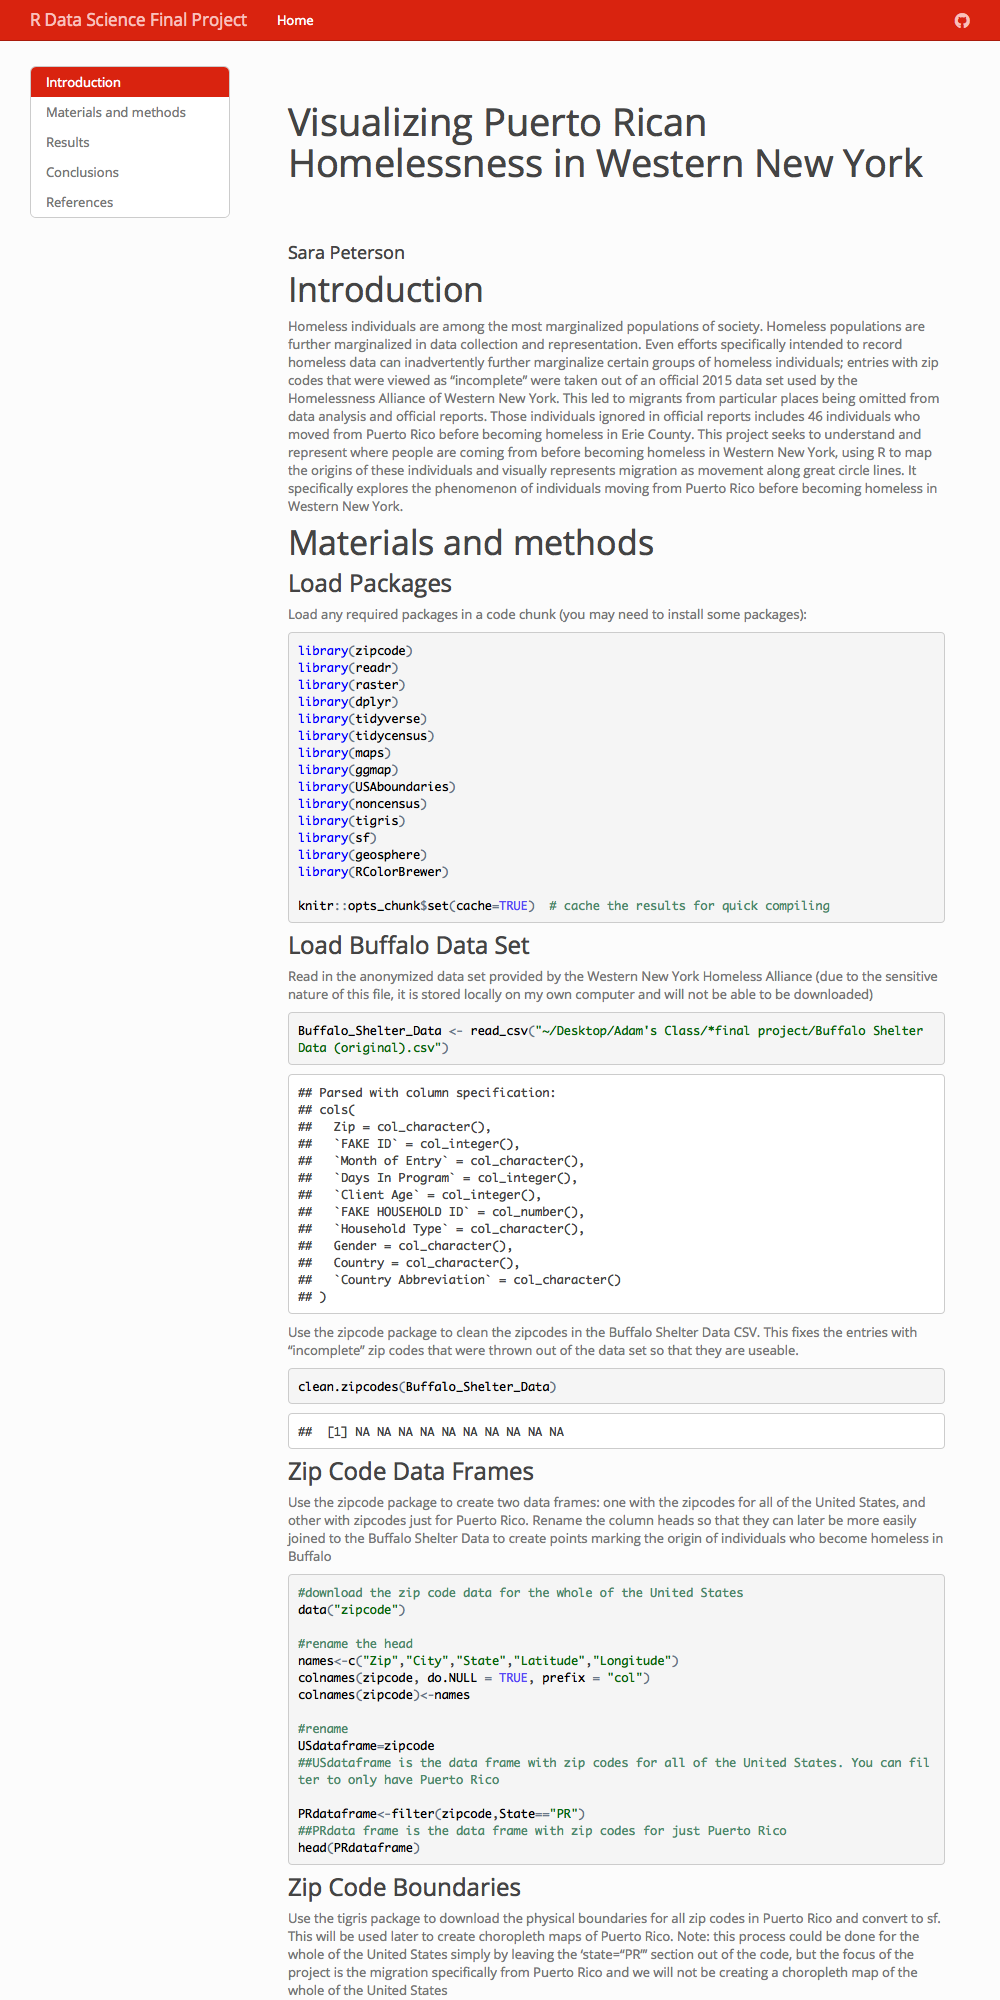 R Data Science Final Project
Home
Introduction
Materials and methods
Results
Conclusions
References
Visualizing Puerto Rican
Homelessness in Western New York
Sara Peterson
Introduction
Homeless individuals are among the most marginalized populations of society. Homeless populations are
further marginalized in data collection and representation. Even efforts specifically intended to record
homeless data can inadvertently further marginalize certain groups of homeless individuals; entries with zip
codes that were viewed as “incomplete” were taken out of an official 2015 data set used by the
Homelessness Alliance of Western New York. This led to migrants from particular places being omitted from
data analysis and official reports. Those individuals ignored in official reports includes 46 individuals who
moved from Puerto Rico before becoming homeless in Erie County. This project seeks to understand and
represent where people are coming from before becoming homeless in Western New York, using R to map
the origins of these individuals and visually represents migration as movement along great circle lines. It
specifically explores the phenomenon of individuals moving from Puerto Rico before becoming homeless in
Western New York.
Materials and methods
Load Packages
Load any required packages in a code chunk (you may need to install some packages):
library(zipcode)
library(readr)
library(raster)
library(dplyr)
library(tidyverse)
library(tidycensus)
library(maps)
library(ggmap)
library(USAboundaries)
library(noncensus)
library(tigris)
library(sf)
library(geosphere)
library(RColorBrewer)
knitr::opts_chunk$set(cache=TRUE)  # cache the results for quick compiling
Load Buffalo Data Set
Read in the anonymized data set provided by the Western New York Homeless Alliance (due to the sensitive
nature of this file, it is stored locally on my own computer and will not be able to be downloaded)
Buffalo_Shelter_Data <- read_csv("~/Desktop/Adam's Class/*final project/Buffalo Shelter
Data (original).csv")
## Parsed with column specification:
## cols(
##   Zip = col_character(),
##   `FAKE ID` = col_integer(),
##   `Month of Entry` = col_character(),
##   `Days In Program` = col_integer(),
##   `Client Age` = col_integer(),
##   `FAKE HOUSEHOLD ID` = col_number(),
##   `Household Type` = col_character(),
##   Gender = col_character(),
##   Country = col_character(),
##   `Country Abbreviation` = col_character()
## )
Use the zipcode package to clean the zipcodes in the Buffalo Shelter Data CSV. This fixes the entries with
“incomplete” zip codes that were thrown out of the data set so that they are useable.
clean.zipcodes(Buffalo_Shelter_Data)
##  [1] NA NA NA NA NA NA NA NA NA NA
Zip Code Data Frames
Use the zipcode package to create two data frames: one with the zipcodes for all of the United States, and
other with zipcodes just for Puerto Rico. Rename the column heads so that they can later be more easily
joined to the Buffalo Shelter Data to create points marking the origin of individuals who become homeless in
Buffalo
#download the zip code data for the whole of the United States
data("zipcode")
#rename the head
names<-c("Zip","City","State","Latitude","Longitude")
colnames(zipcode, do.NULL = TRUE, prefix = "col")
colnames(zipcode)<-names
#rename
USdataframe=zipcode
##USdataframe is the data frame with zip codes for all of the United States. You can fil
ter to only have Puerto Rico
PRdataframe<-filter(zipcode,State=="PR")
##PRdata frame is the data frame with zip codes for just Puerto Rico
head(PRdataframe)
Zip Code Boundaries
Use the tigris package to download the physical boundaries for all zip codes in Puerto Rico and convert to sf.
This will be used later to create choropleth maps of Puerto Rico. Note: this process could be done for the
whole of the United States simply by leaving the ‘state=“PR”’ section out of the code, but the focus of the
project is the migration specifically from Puerto Rico and we will not be creating a choropleth map of the
whole of the United States